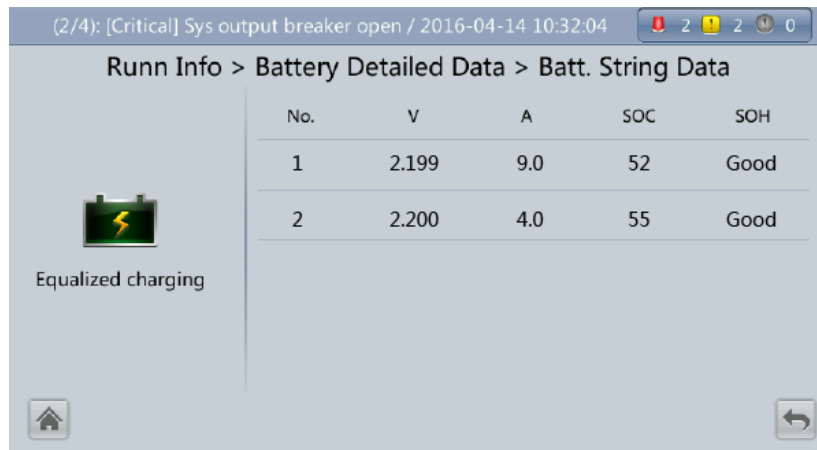 (2/4): [Critical] Sys output breaker open / 2016-04-14 10:32:04 2 2 0
Runn Info > Battery Detailed Data > Batt. String Data
No. V A SOC SOH
1 2.199 9.0 52 Good
2 2.200 4.0 55 Good
Equalized charging